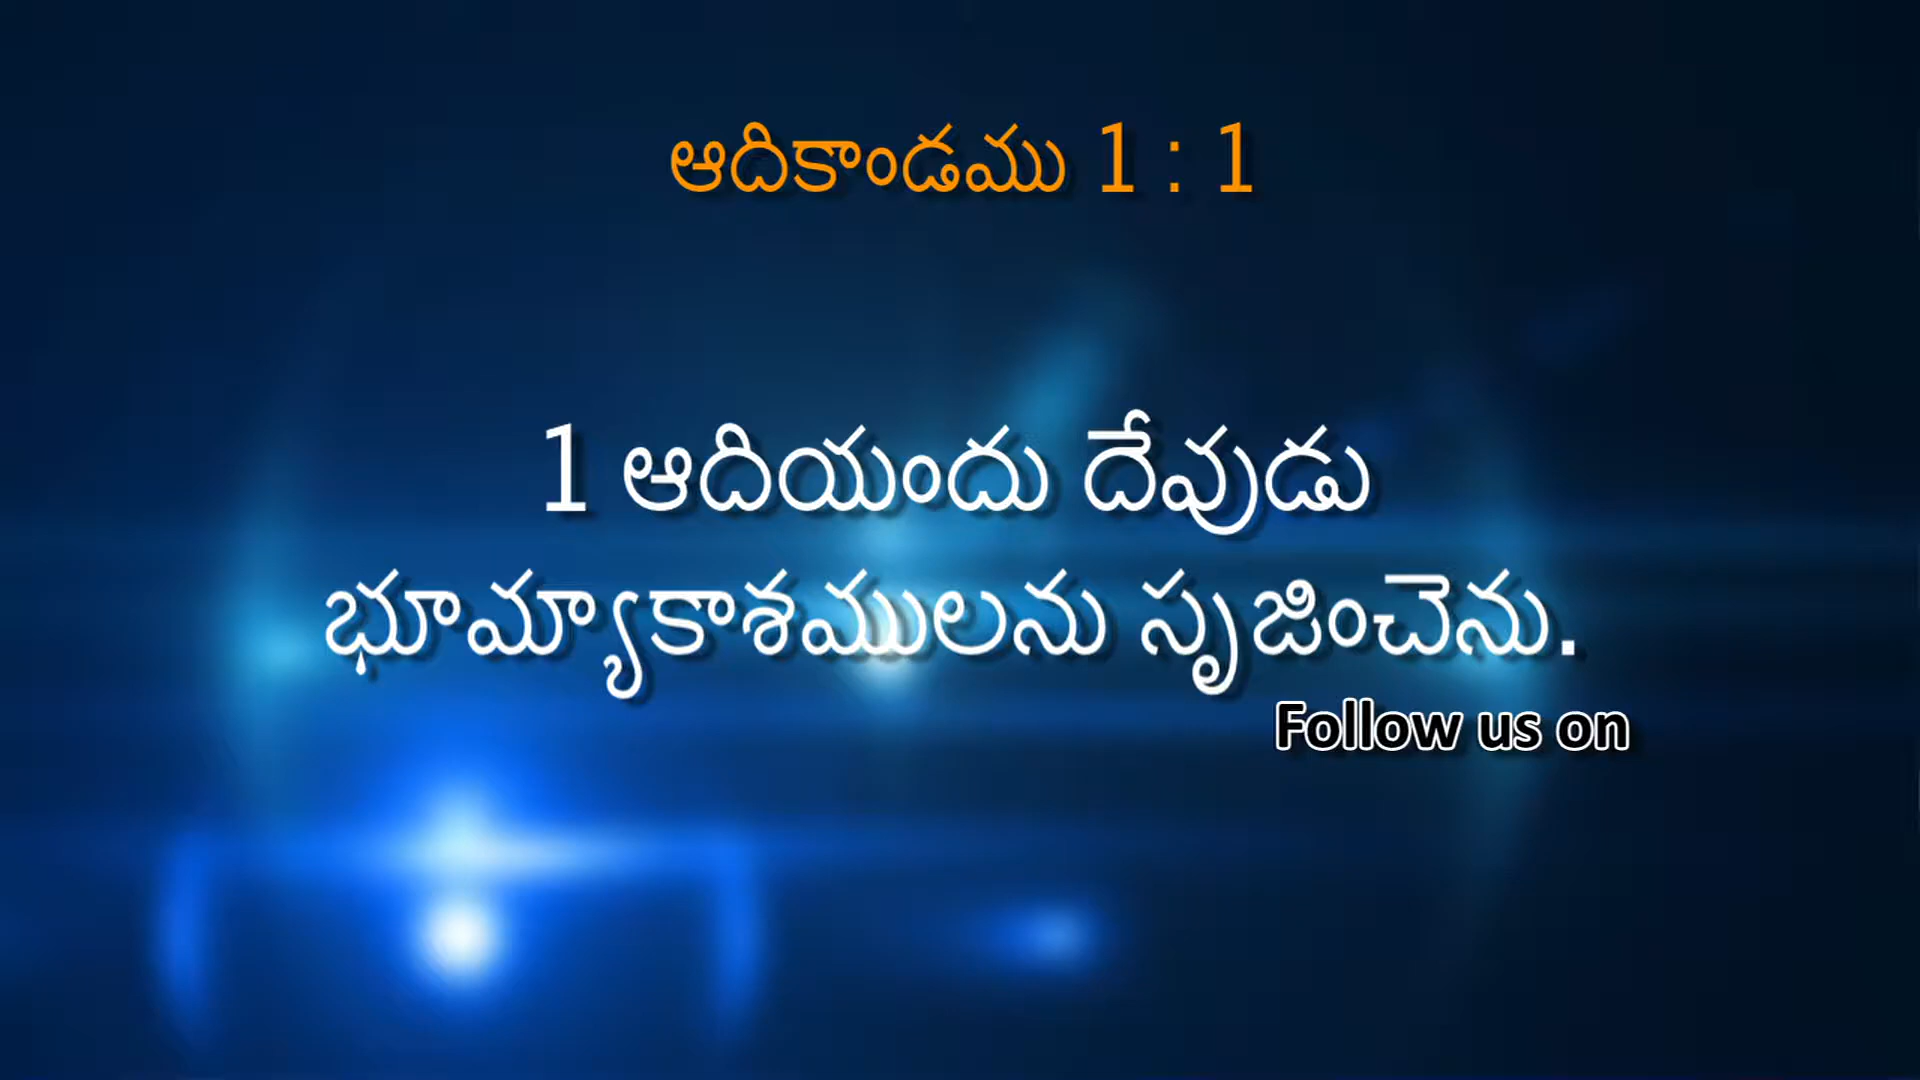 ఆదికాండము 1 : 1
1 ఆదియందు దేవుడు
భూమ్యాకాశములను సృజించెను.
Follow us on